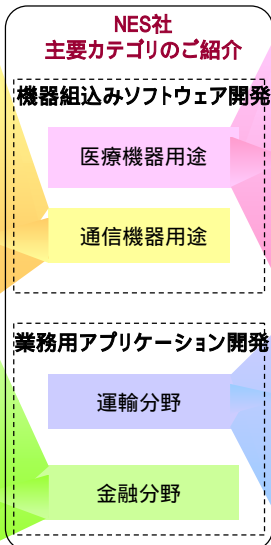 NES社
主要カテゴリのご紹介
機器組込みソフトウェア開発
医療機器用途
通信機器用途
業務用アプリケーション開発
運輸分野
金融分野